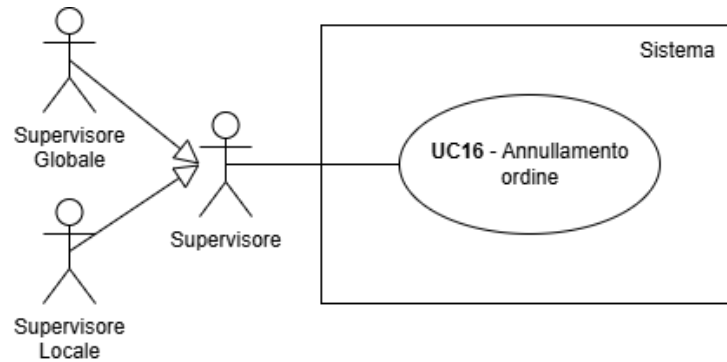 Sistema
Supervisore
Globale
UC16 - Annullamento
ordine
Supervisore
Supervisore
Locale